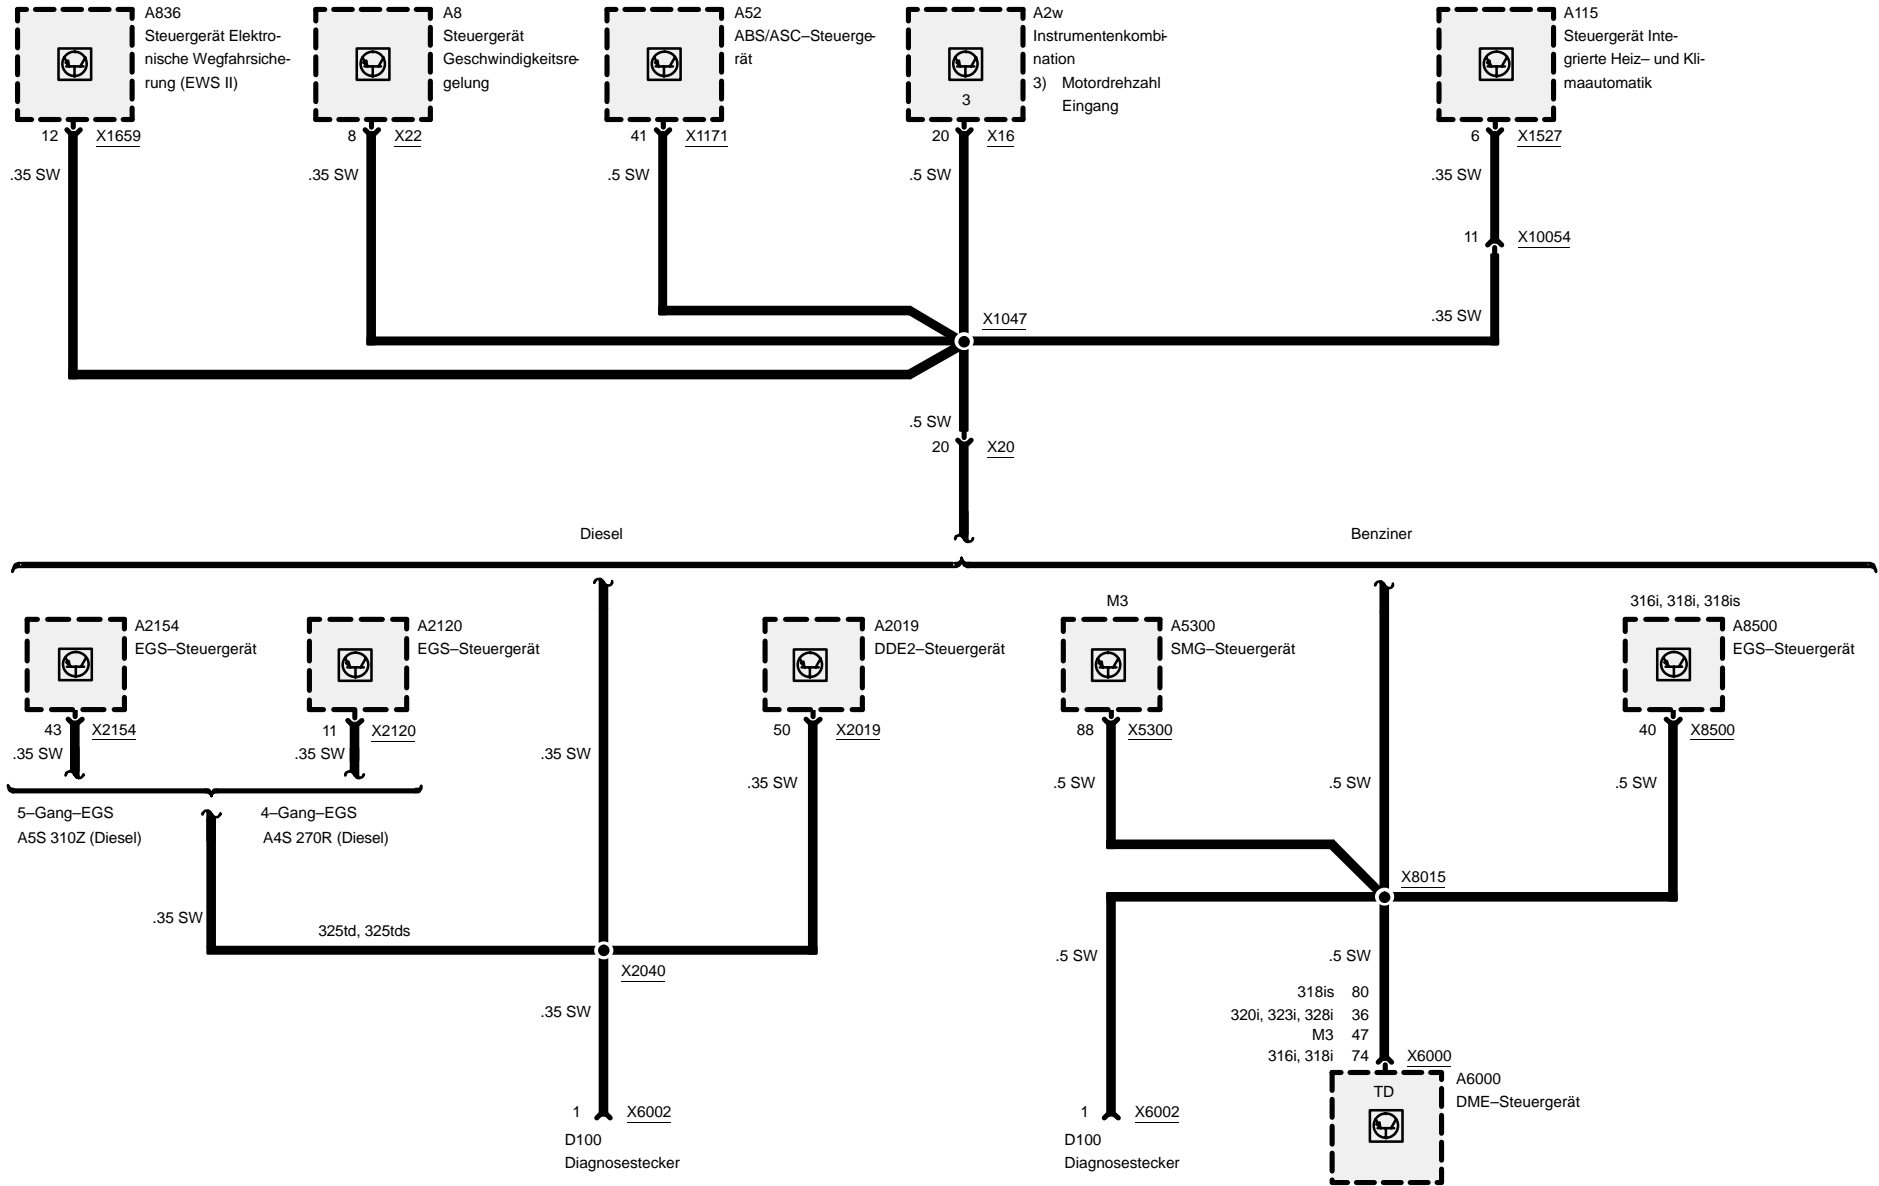 A836
Steuergerät Elektro-
nische Wegfahrsiche-
rung (EWS II)
A8
Steuergerät
Geschwindigkeitsre-
gelung
A52
ABS/ASC–Steuerge-
rät
A2w
Instrumentenkombi-
nation
3) Motordrehzahl
Eingang
3
A115
Steuergerät Inte-
grierte Heiz– und Kli-
maautomatik
12 X1659
8 X22
41 X1171
20 X16
6 X1527
.35 SW
.35 SW
.5 SW
.5 SW
.35 SW
11 X10054
X1047
.35 SW
.5 SW
20 X20
Diesel
Benziner
M3
316i, 318i, 318is
A2154
EGS–Steuergerät
A2120
EGS–Steuergerät
A2019
DDE2–Steuergerät
A5300
SMG–Steuergerät
A8500
EGS–Steuergerät
43 X2154
11 X2120
50 X2019
88 X5300
40 X8500
.35 SW
.35 SW
.35 SW
.35 SW
.5 SW
.5 SW
.5 SW
5–Gang–EGS
A5S 310Z (Diesel)
4–Gang–EGS
A4S 270R (Diesel)
X8015
.35 SW
325td, 325tds
X2040
.35 SW
.5 SW
.5 SW
318is 80
320i, 323i, 328i 36
M3 47
316i, 318i 74 X6000
A6000
DME–Steuergerät
TD
1 X6002
D100
Diagnosestecker
1 X6002
D100
Diagnosestecker